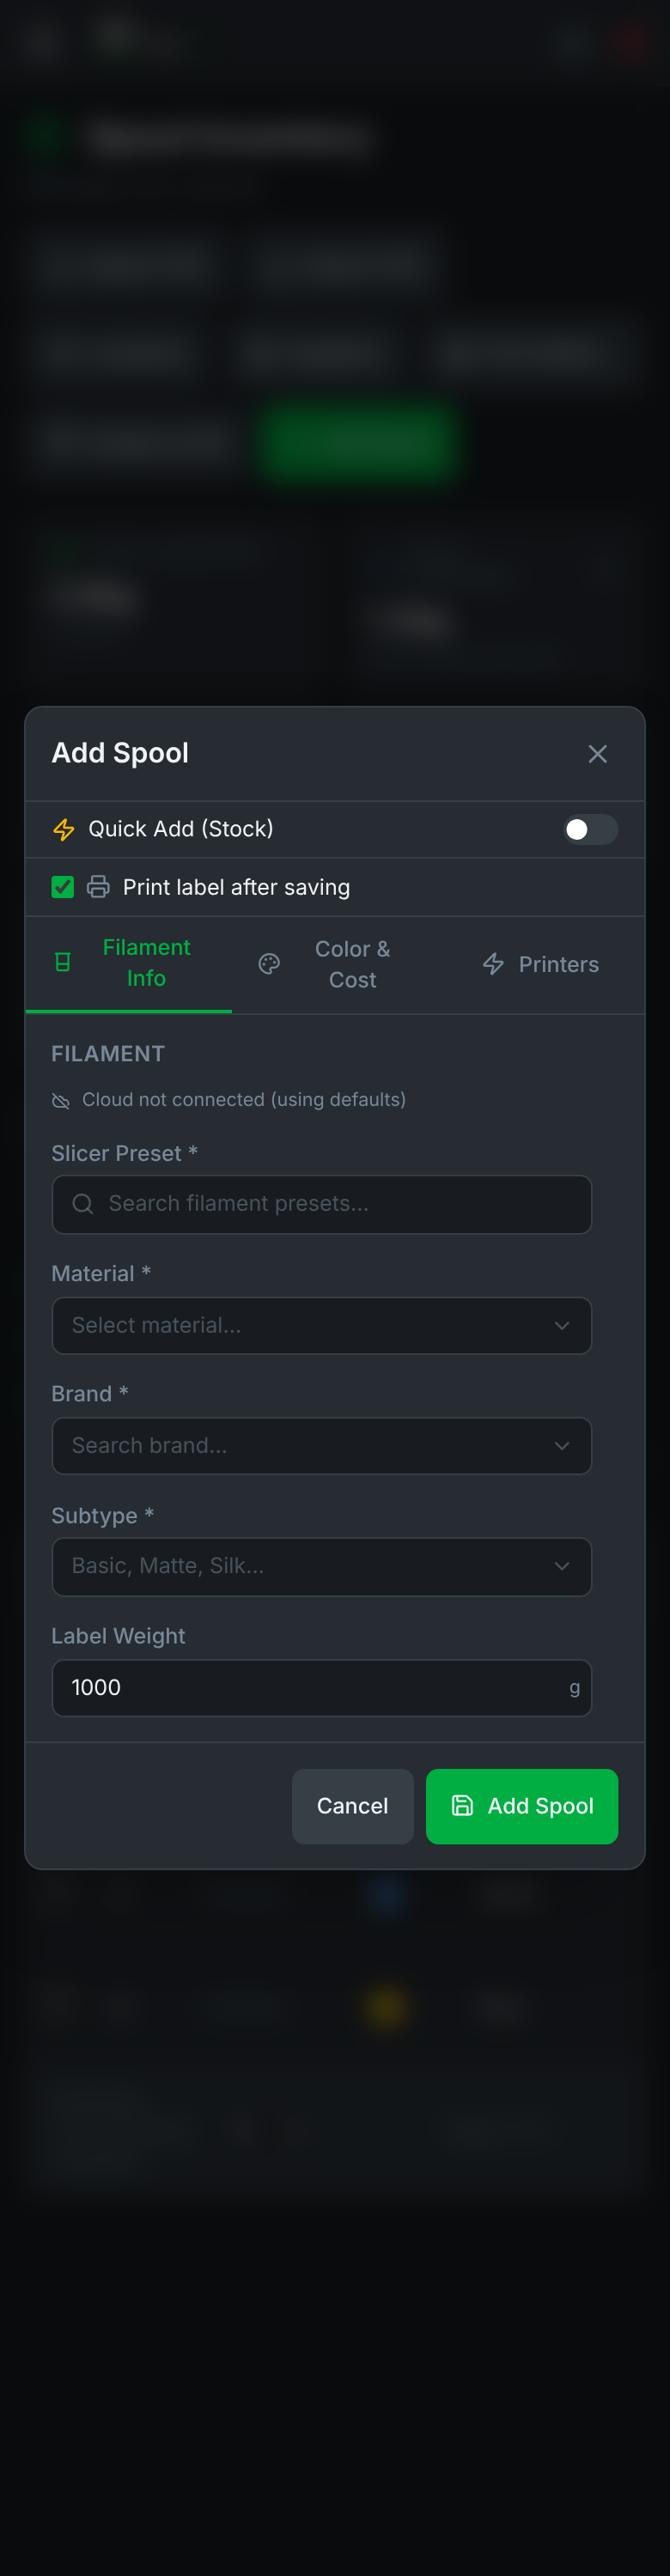 Add Spool
Quick Add (Stock)
Print label after saving
Filament
Info
Color &
Cost
Printers
FILAMENT
Cloud not connected (using defaults)
Slicer Preset *
Search filament presets...
Material *
Select material...
Brand *
Search brand...
Subtype *
Basic, Matte, Silk...
Label Weight
1000
g
Cancel
Add Spool